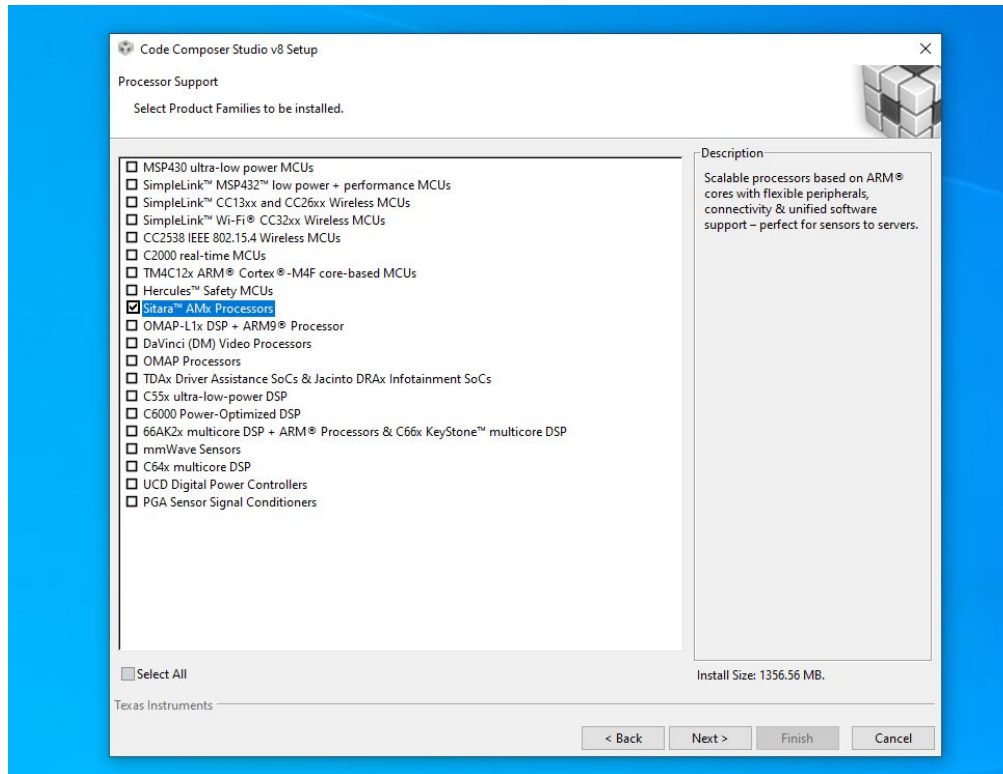 Code Composer Studio v8 Setup
Processor Support
Select Product Families to be installed.
MSP430 ultra-low power MCUs
SimpleLink™ MSP432™ low power + performance MCUs
SimpleLink™ CC13xx and CC26xx Wireless MCUs
SimpleLink™ Wi-Fi® CC32xx Wireless MCUs
CC2538 IEEE 802.15.4 Wireless MCUs
C2000 real-time MCUs
TM4C12x ARM® Cortex®-M4F core-based MCUs
Hercules™ Safety MCUs
Sitara™ AMx Processors
OMAP-L1x DSP + ARM9® Processor
DaVinci (DM) Video Processors
OMAP Processors
TDAx Driver Assistance SoCs & Jacinto DRAx Infotainment SoCs
C55x ultra-low-power DSP
C6000 Power-Optimized DSP
66AK2x multicore DSP + ARM® Processors & C66x KeyStone™ multicore DSP
mmWave Sensors
C64x multicore DSP
UCD Digital Power Controllers
PGA Sensor Signal Conditioners
Description
Scalable processors based on ARM®
cores with flexible peripherals,
connectivity & unified software
support – perfect for sensors to servers.
Select All
Install Size: 1356.56 MB.
Texas Instruments
< Back
Next >
Finish
Cancel